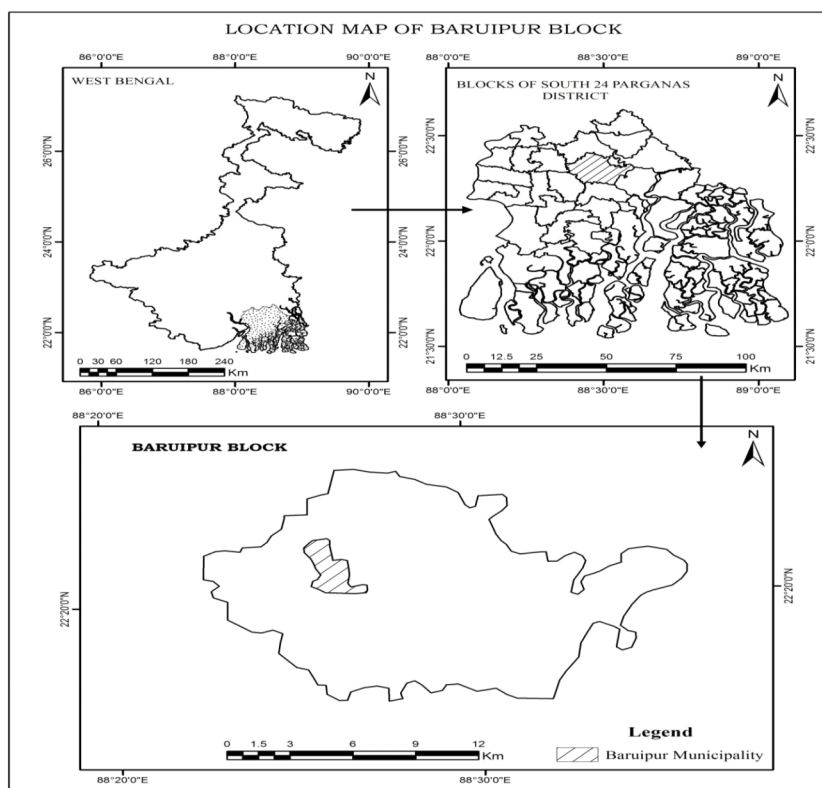 LOCATION MAP OF BARUIPUR BLOCK
86°0'0"E 88°0'0"E 90°0'0"E
WEST BENGAL
N
26°0'0"N
24°0'0"N
22°0'0"N
26°0'0"N
24°0'0"N
22°0'0"N
0 30 60 120 180 240
Km
86°0'0"E 88°0'0"E 90°0'0"E
88°0'0"E 88°30'0"E 89°0'0"E
BLOCKS OF SOUTH 24 PARGANAS
DISTRICT
N
22°30'0"N
22°0'0"N
21°30'0"N
22°30'0"N
22°0'0"N
21°30'0"N
0 12.5 25 50 75 100
Km
88°0'0"E 88°30'0"E 89°0'0"E
88°20'0"E 88°30'0"E
BARUIPUR BLOCK
N
22°20'0"N
22°20'0"N
0 1.5 3 6 9 12
Km
Legend
Baruipur Municipality
88°20'0"E 88°30'0"E